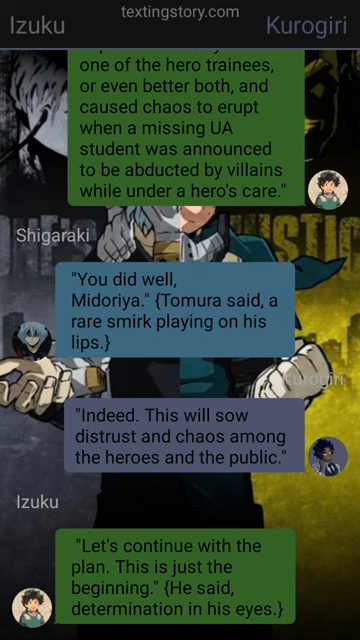 textingstory.com
Izuku
Kurogiri
one of the hero trainees,
or even better both, and
caused chaos to erupt
when a missing UA
student was announced
to be abducted by villains
while under a hero's care."
Shigaraki
"You did well,
Midoriya." {Tomura said, a
rare smirk playing on his
lips.}
Kurogiri
"Indeed. This will sow
distrust and chaos among
the heroes and the public."
Izuku
"Let's continue with the
plan. This is just the
beginning." {He said,
determination in his eyes.}